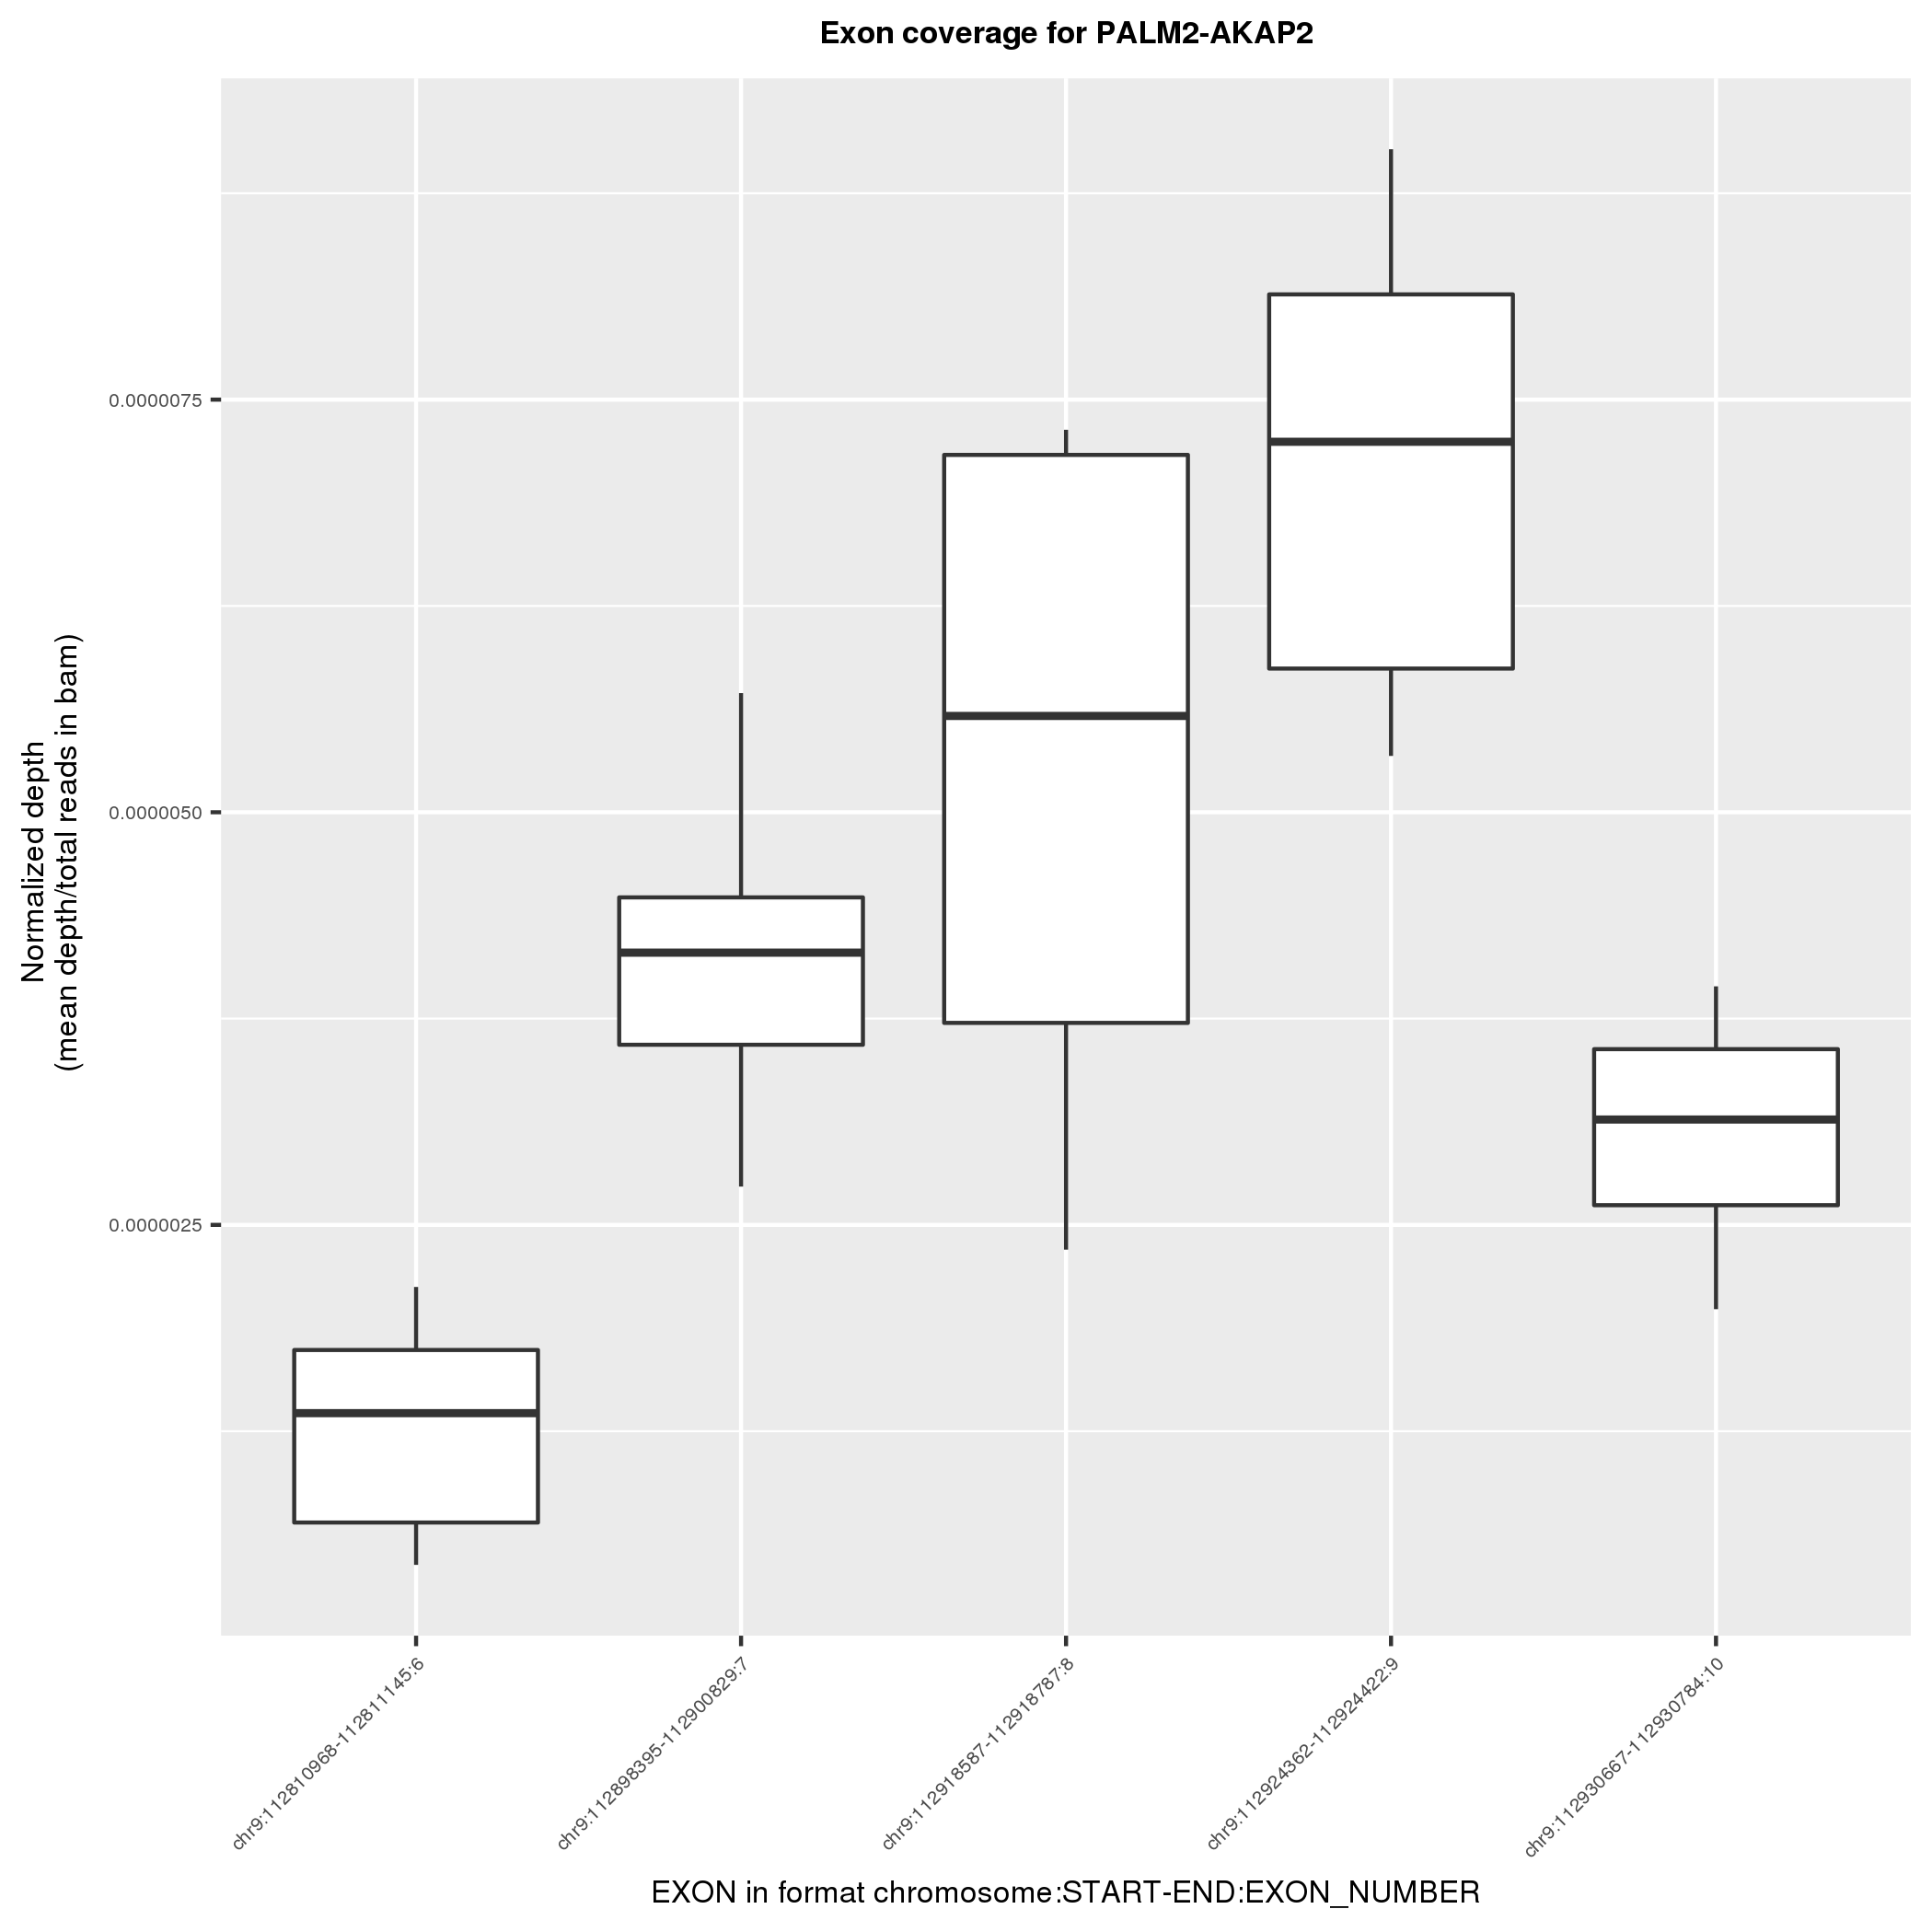 Exon coverage for PALM2-AKAP2
Normalized depth
(mean depth/total reads in bam)
0.0000075
0.0000050
0.0000025
chr9:112810968-112811145:6
chr9:112898395-112900829:7
chr9:112918587-112918787:8
chr9:112924362-112924422:9
chr9:112930667-112930784:10
EXON in format chromosome:START-END:EXON_NUMBER